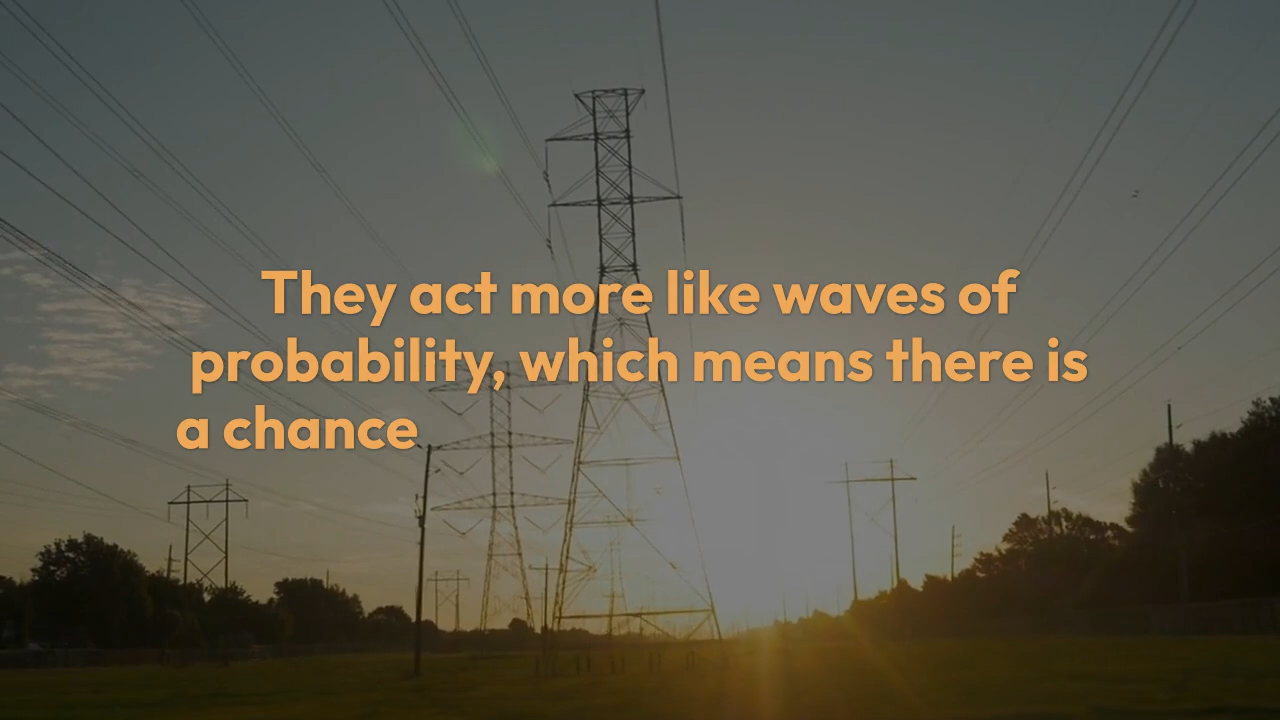 They act more like waves of
probability, which means there is
a chance